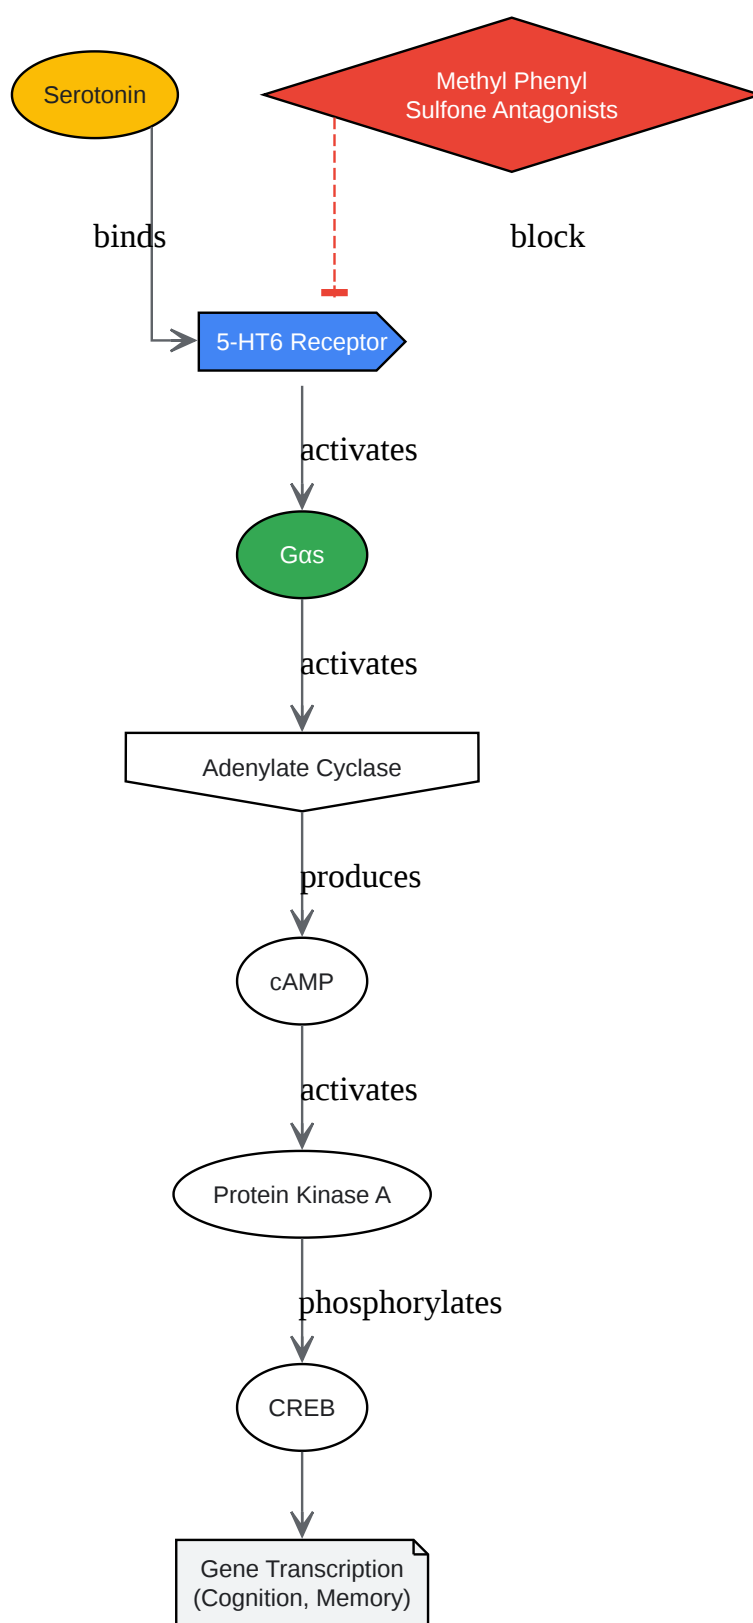 Serotonin
Methyl Phenyl
Sulfone Antagonists
binds
block
5-HT6 Receptor
activates
Gαs
activates
Adenylate Cyclase
produces
cAMP
activates
Protein Kinase A
phosphorylates
CREB
Gene Transcription
(Cognition, Memory)